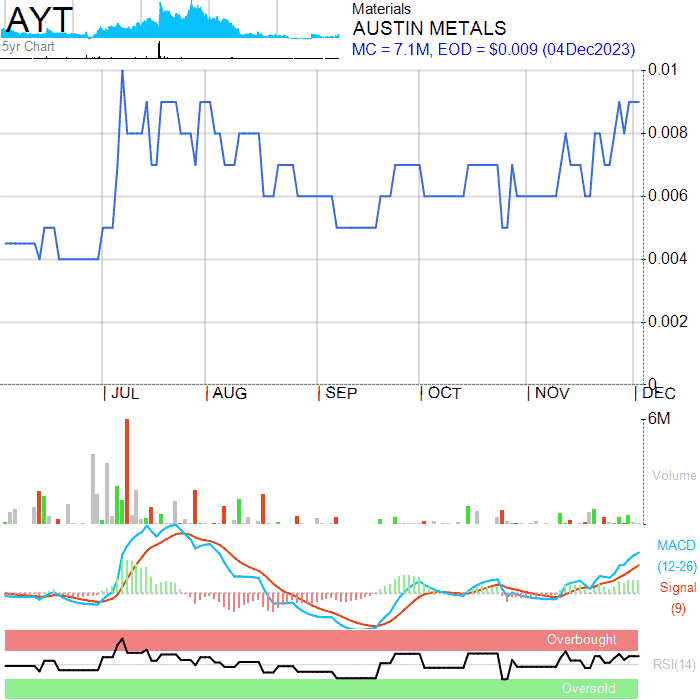 AYT
5yr Chart
Materials
AUSTIN METALS
MC = 7.1M, EOD = $0.009 (04Dec2023)
0.01
0.008
0.006
0.004
0.002
0
JUL AUG SEP OCT NOV DEC
6M
Volume
MACD
(12-26)
Signal
(9)
Overbought
RSI(14)
Oversold